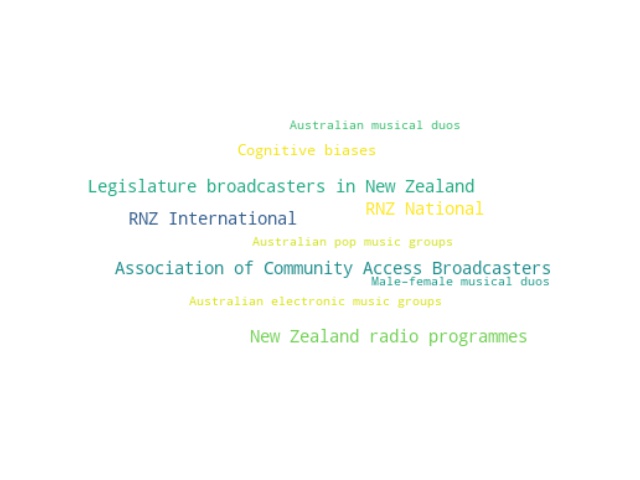 Australian musical duos
Cognitive biases
Legislature broadcasters in New Zealand
RNZ National
RNZ International
Australian pop music groups
Association of Community Access Broadcasters
Male-female musical duos
Australian electronic music groups
New Zealand radio programmes